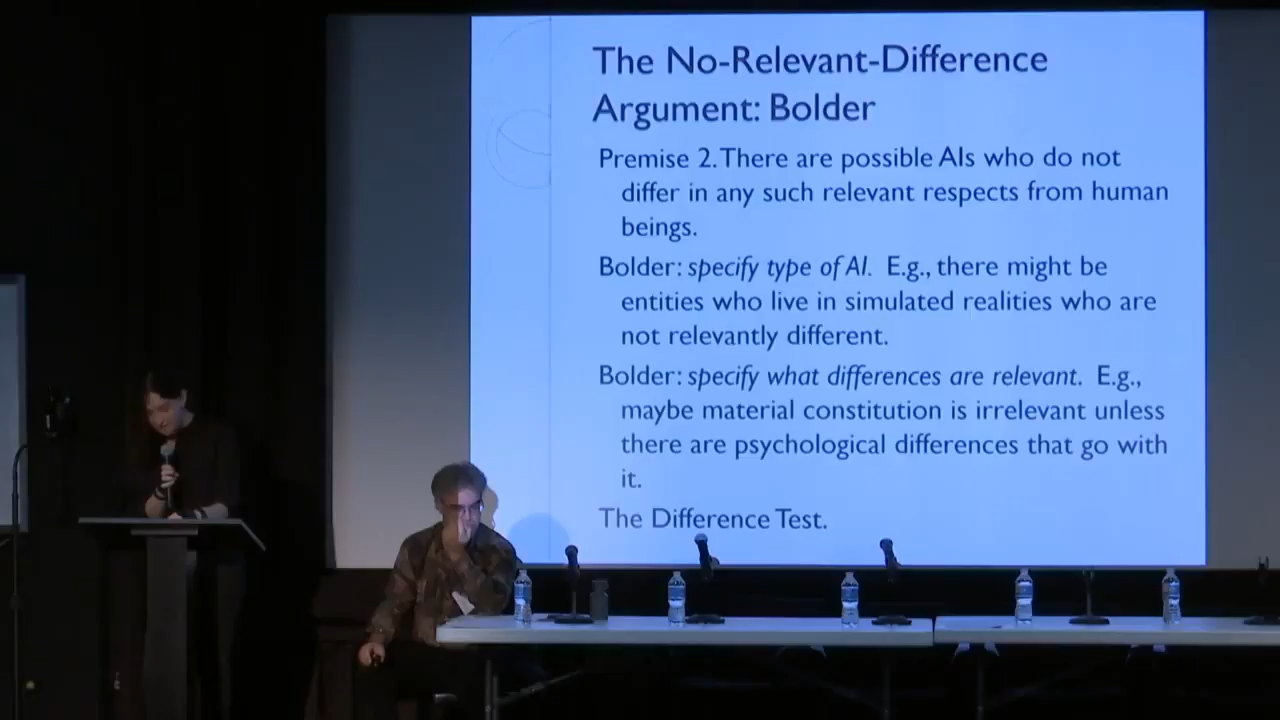 The No-Relevant-Difference
Argument: Bolder
Premise 2. There are possible AIs who do not
differ in any such relevant respects from human
beings.
Bolder: specify type of AI. E.g., there might be
entities who live in simulated realities who are
not relevantly different.
Bolder: specify what differences are relevant. E.g.,
maybe material constitution is irrelevant unless
there are psychological differences that go with
it.
The Difference Test.